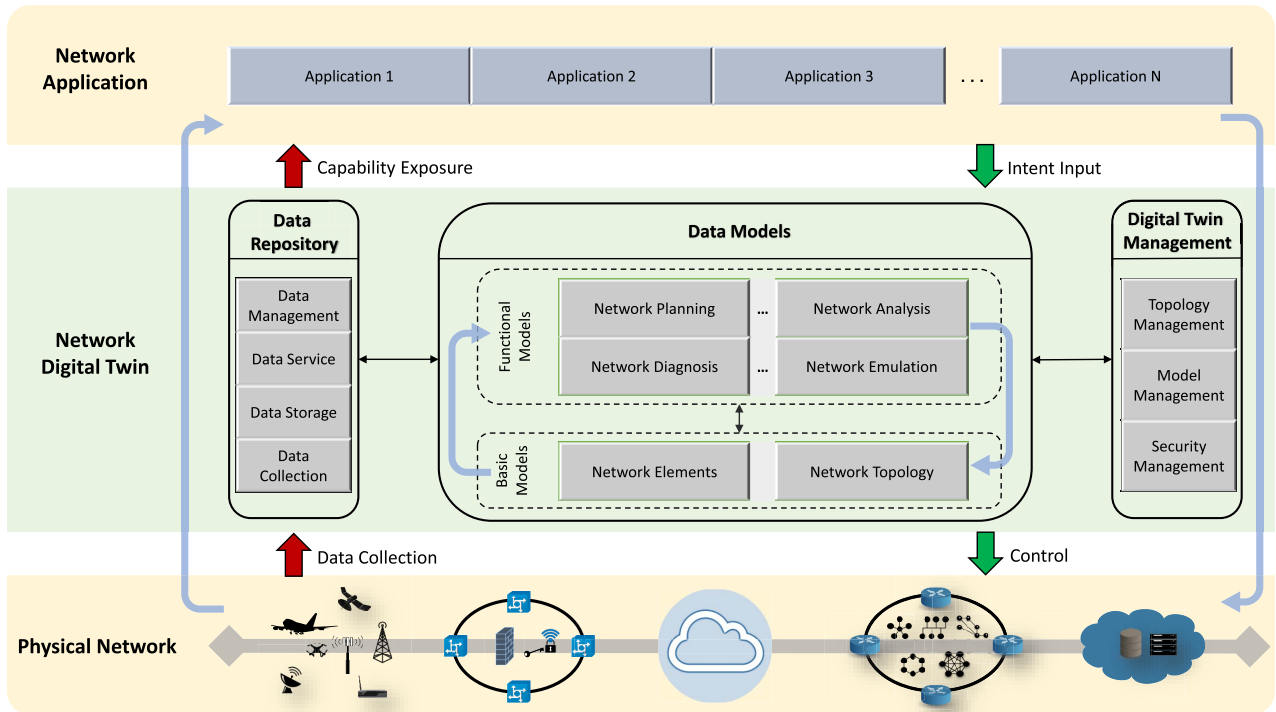 Network
Application
Application 1
Application 2
Application 3
...
Application N
Capability Exposure
Intent Input
Network
Digital Twin
Data
Repository
Data
Management
Data Service
Data Storage
Data
Collection
Data Models
Functional
Models
Network Planning
...
Network Analysis
Network Diagnosis
...
Network Emulation
Basic
Models
Network Elements
Network Topology
Digital Twin
Management
Topology
Management
Model
Management
Security
Management
Data Collection
Control
Physical Network